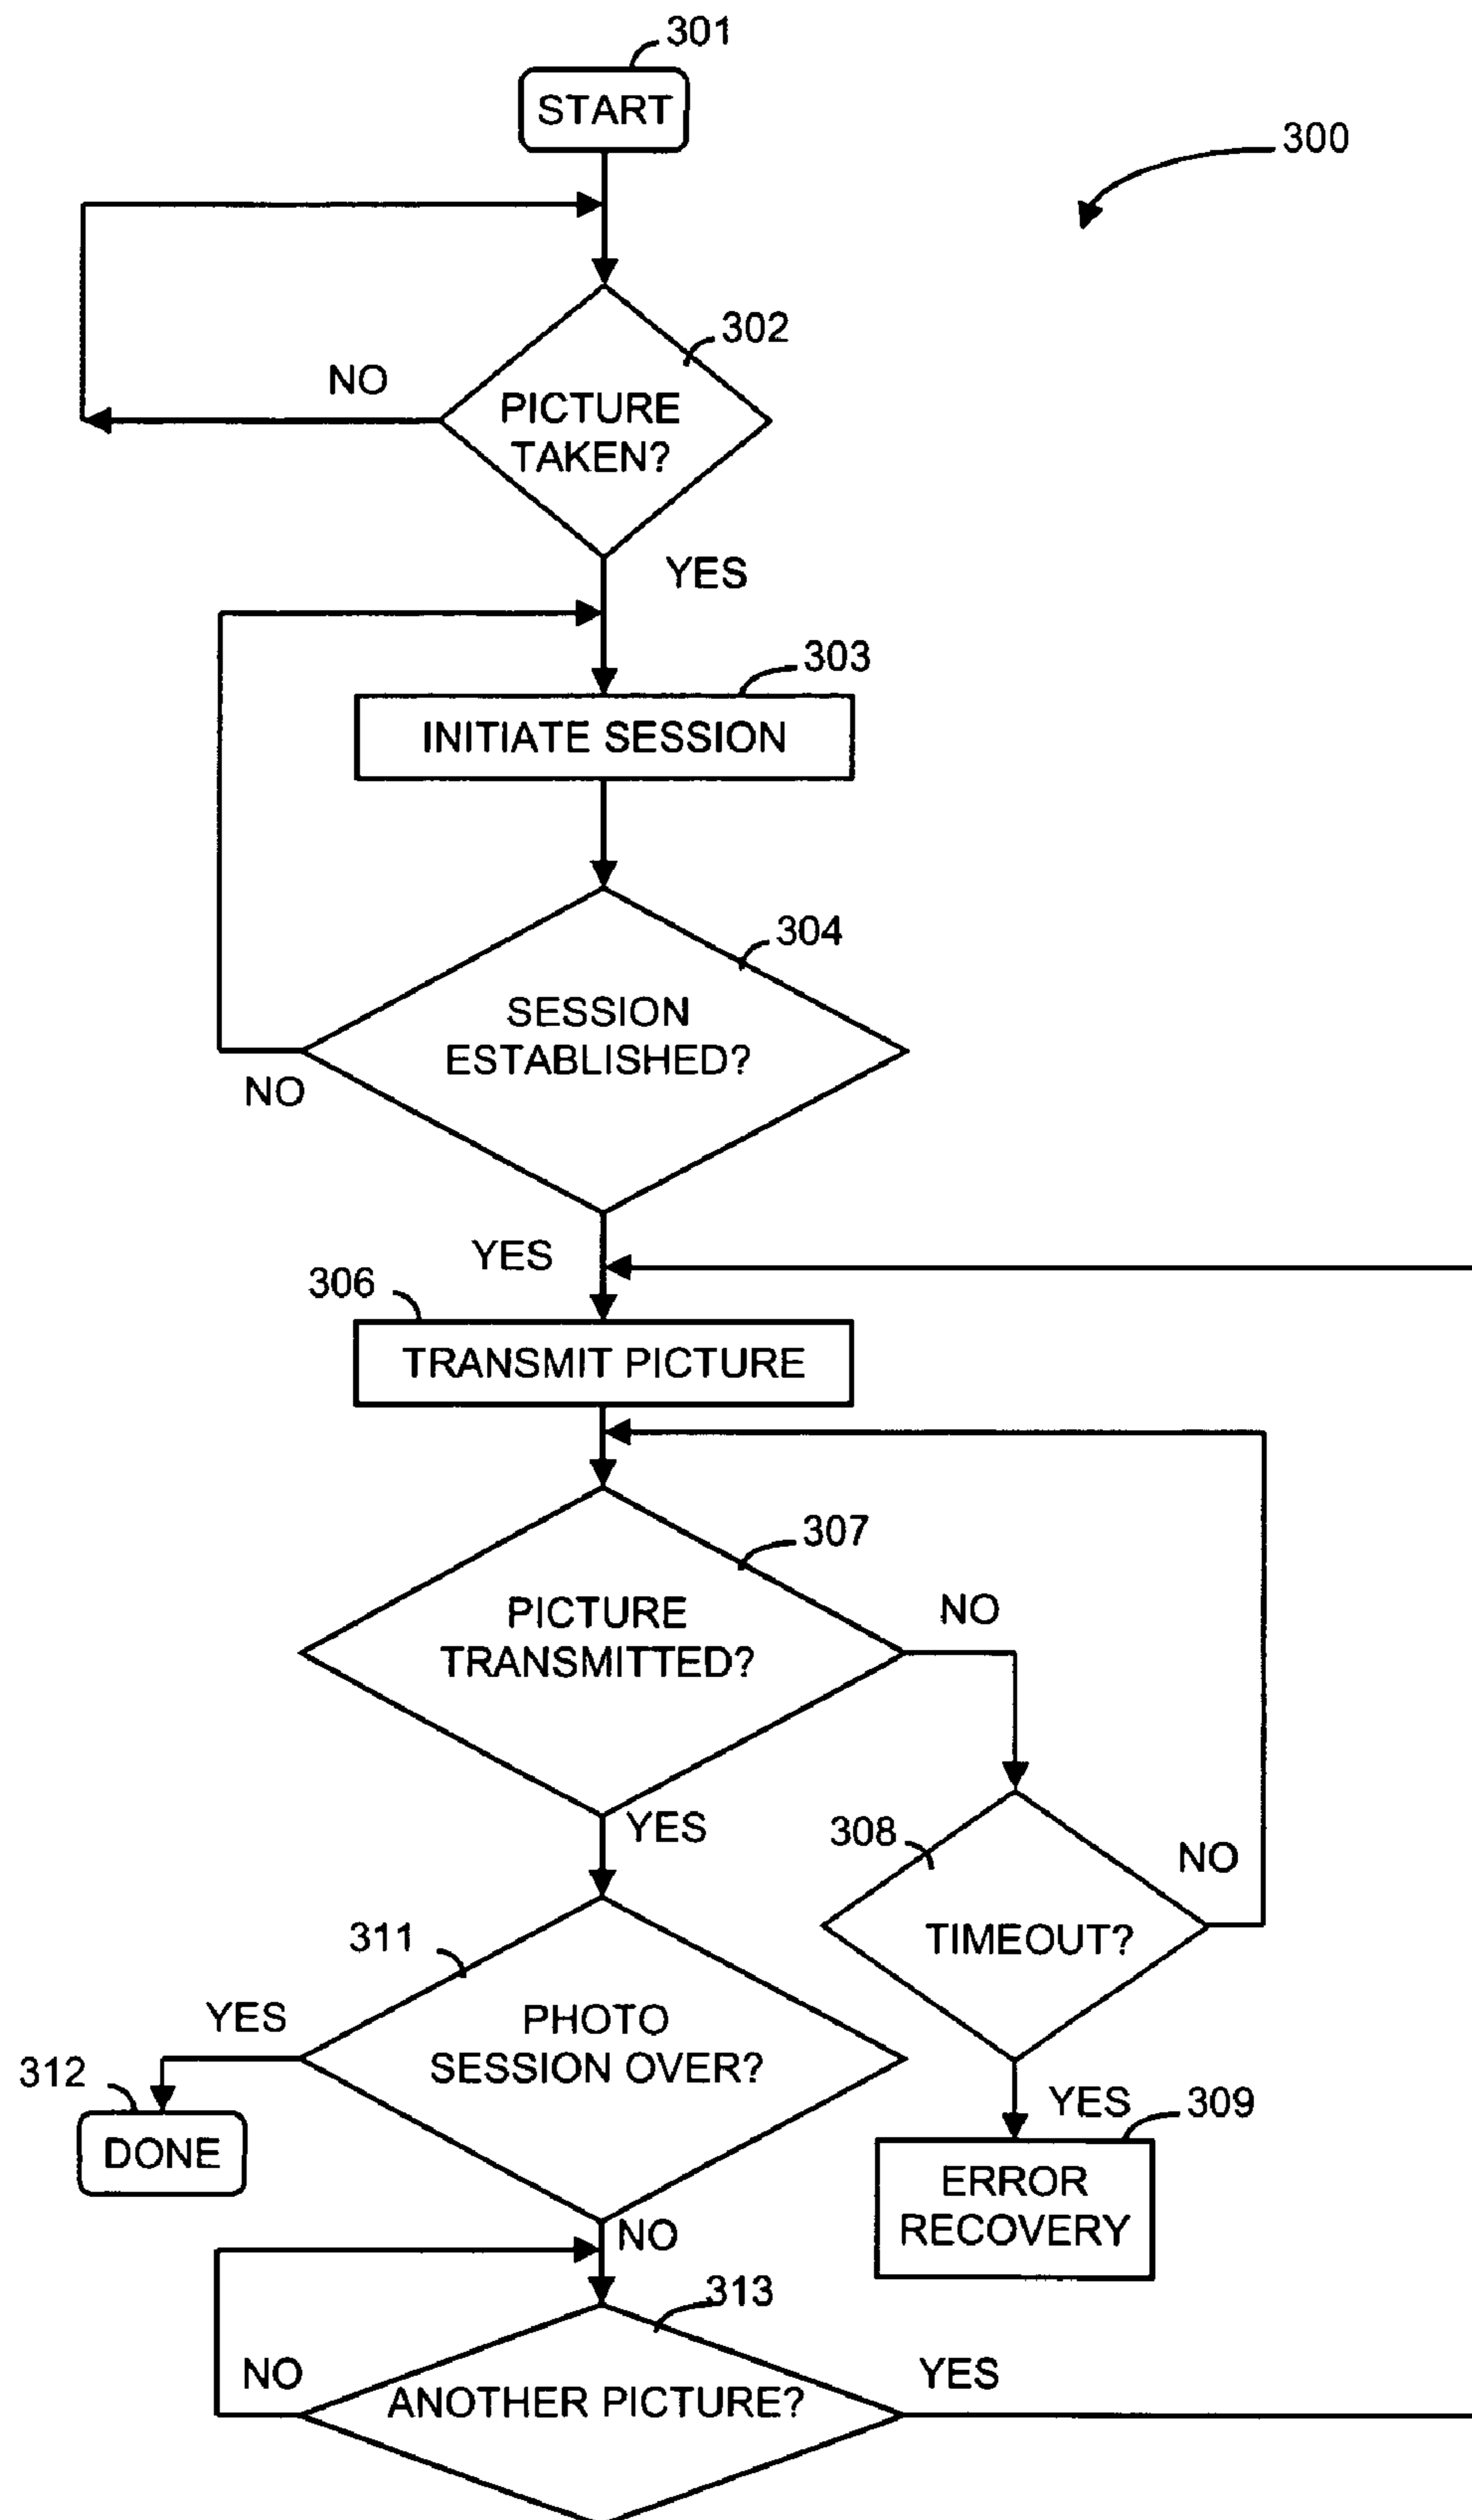 301
START
300
302
NO
PICTURE
TAKEN?
YES
303
INITIATE SESSION
304
SESSION
ESTABLISHED?
NO
YES
306
TRANSMIT PICTURE
307
PICTURE
TRANSMITTED?
NO
YES
308
NO
TIMEOUT?
311
YES
PHOTO
SESSION OVER?
312
DONE
YES
309
ERROR
RECOVERY
NO
313
NO
YES
ANOTHER PICTURE?